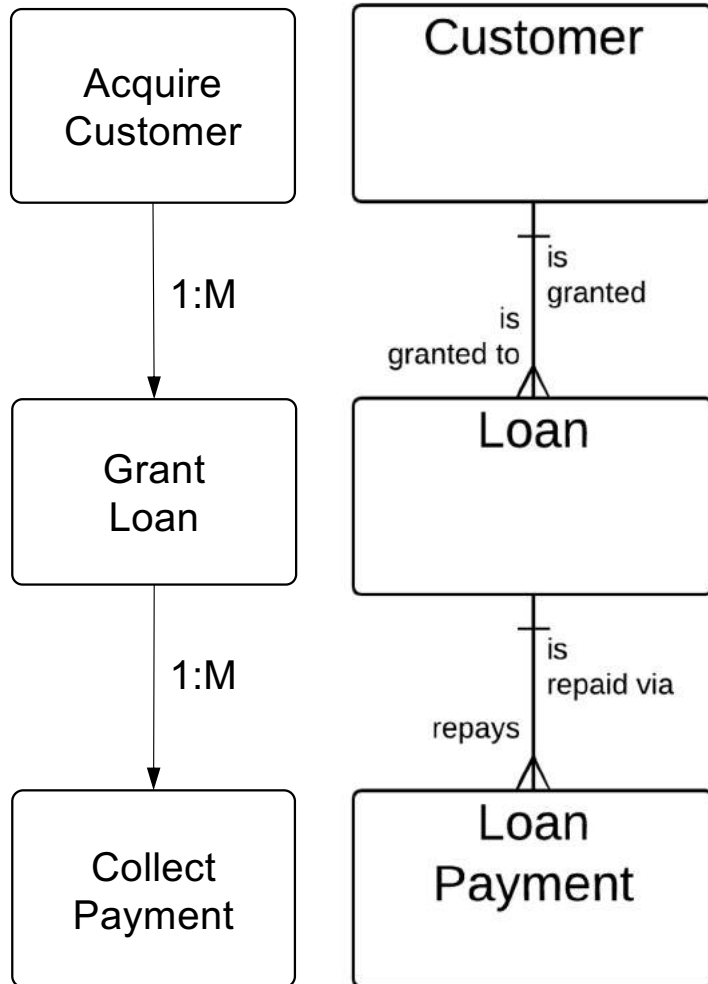 Acquire
Customer
1:M
Grant
Loan
1:M
Collect
Payment
Customer
is
granted
is
granted to
Loan
is
repaid via
repays
Loan
Payment